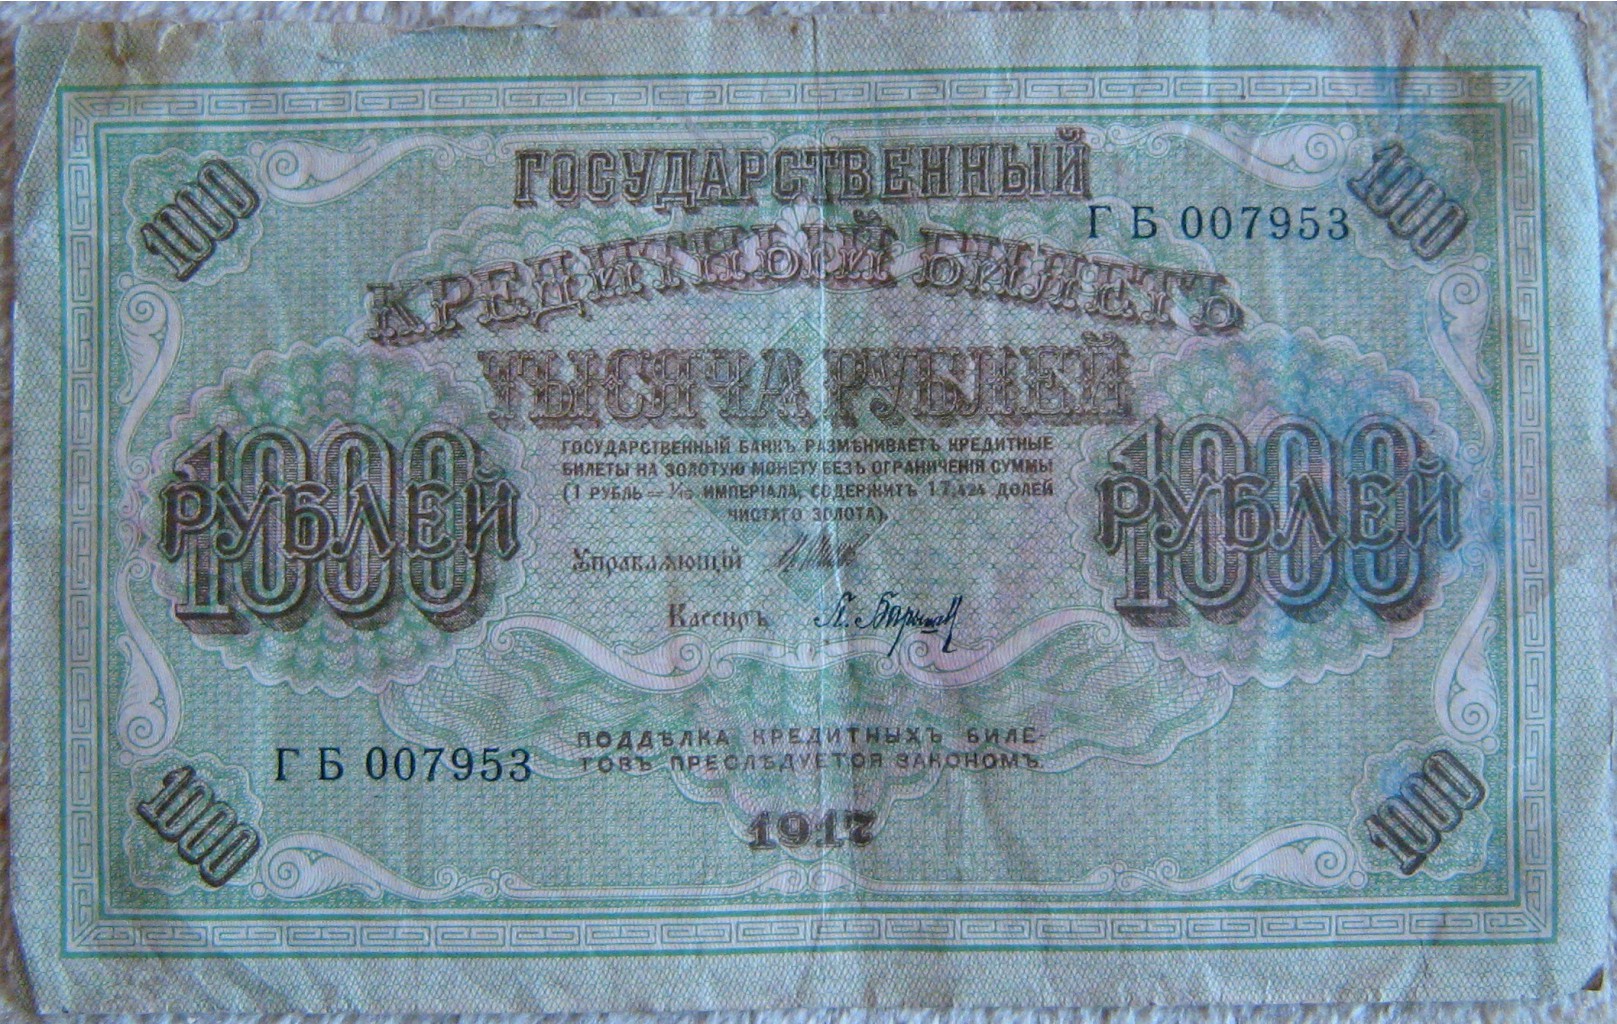 1000
1000
ГОСУДАРСТВЕННЫЙ
ГБ 007953
КРЕДИТНЫЙ БИЛЕТЪ
ТЫСЯЧА РУБЛЕЙ
1000
РУБЛЕЙ
1000
РУБЛЕЙ
ГОСУДАРСТВЕННЫЙ БАНКЪ РАЗМѢНИВАЕТЪ КРЕДИТНЫЕ
БИЛЕТЫ НА ЗОЛОТУЮ МОНЕТУ БЕЗЪ ОГРАНИЧЕНІЯ СУММЫ
(1 РУБЛЬ = 1/15 ИМПЕРІАЛА, СОДЕРЖИТЪ 17,424 ДОЛЕЙ
ЧИСТАГО ЗОЛОТА).
Управляющій
Кассиръ
ГБ 007953
ПОДДѢЛКА КРЕДИТНЫХЪ БИЛЕ-
ТОВЪ ПРЕСЛѢДУЕТСЯ ЗАКОНОМЪ.
1917
1000
1000